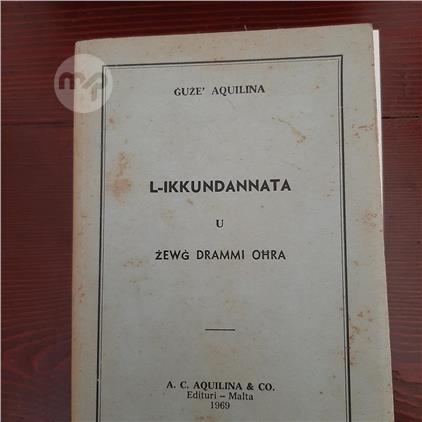 ĠUŻE' AQUILINA
L-IKKUNDANNATA
U
ŻEWĠ DRAMMI OĦRA
A. C. AQUILINA & CO.
Edituri – Malta
1969